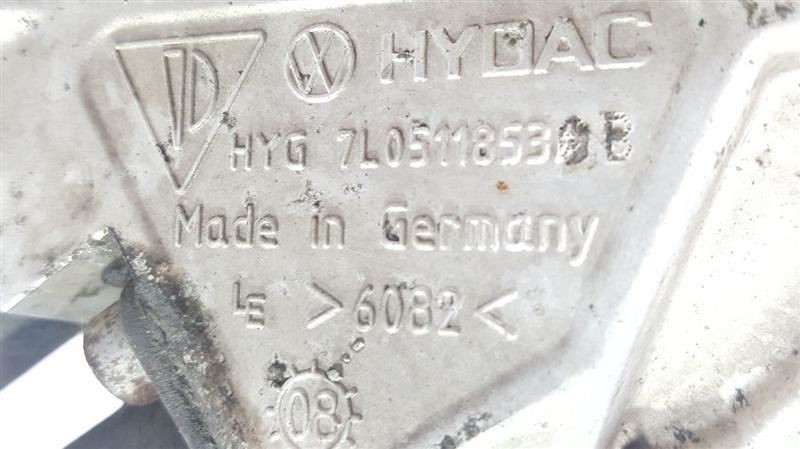 HYDAC
HYG 7L0511853 B
Made in Germany
LE >6082<
08